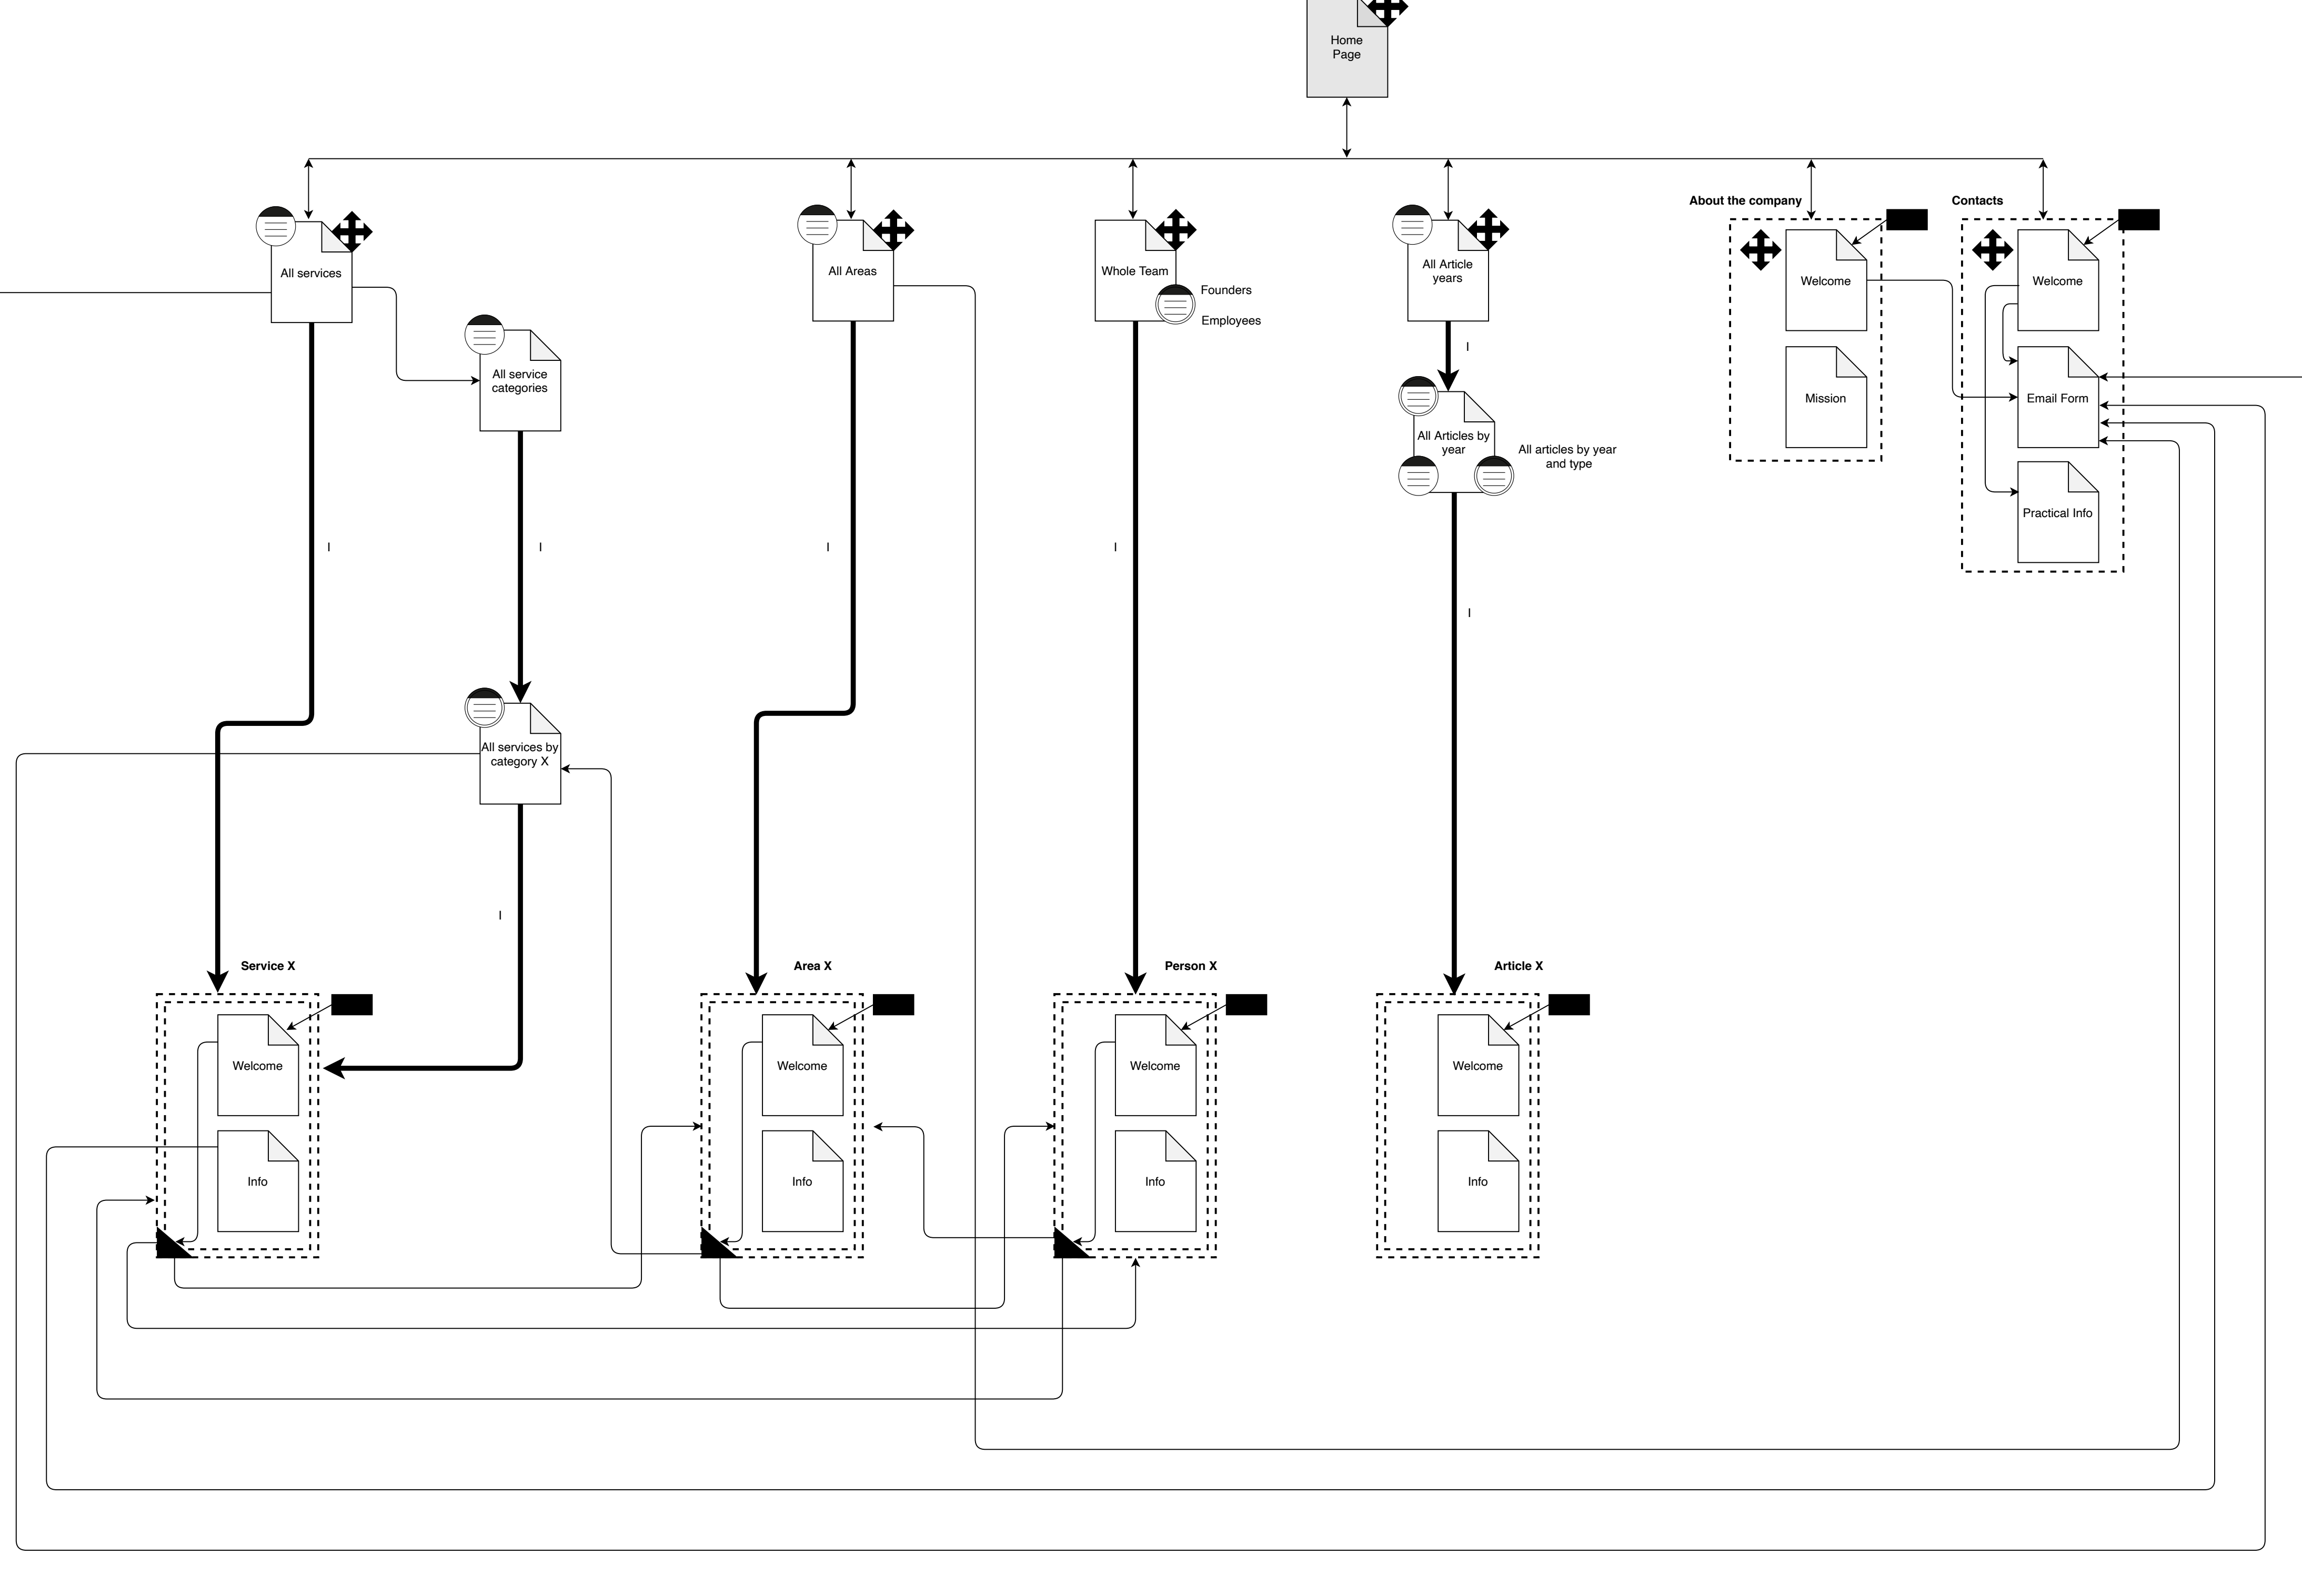 Home
Page
About the company
Contacts
All services
All Areas
Whole Team
Founders
Employees
All Article
years
Welcome
Welcome
I
All service
categories
Mission
Email Form
All Articles by
year
All articles by year
and type
Practical Info
I
I
I
I
I
All services by
category X
I
Service X
Area X
Person X
Article X
Welcome
Welcome
Welcome
Welcome
Info
Info
Info
Info